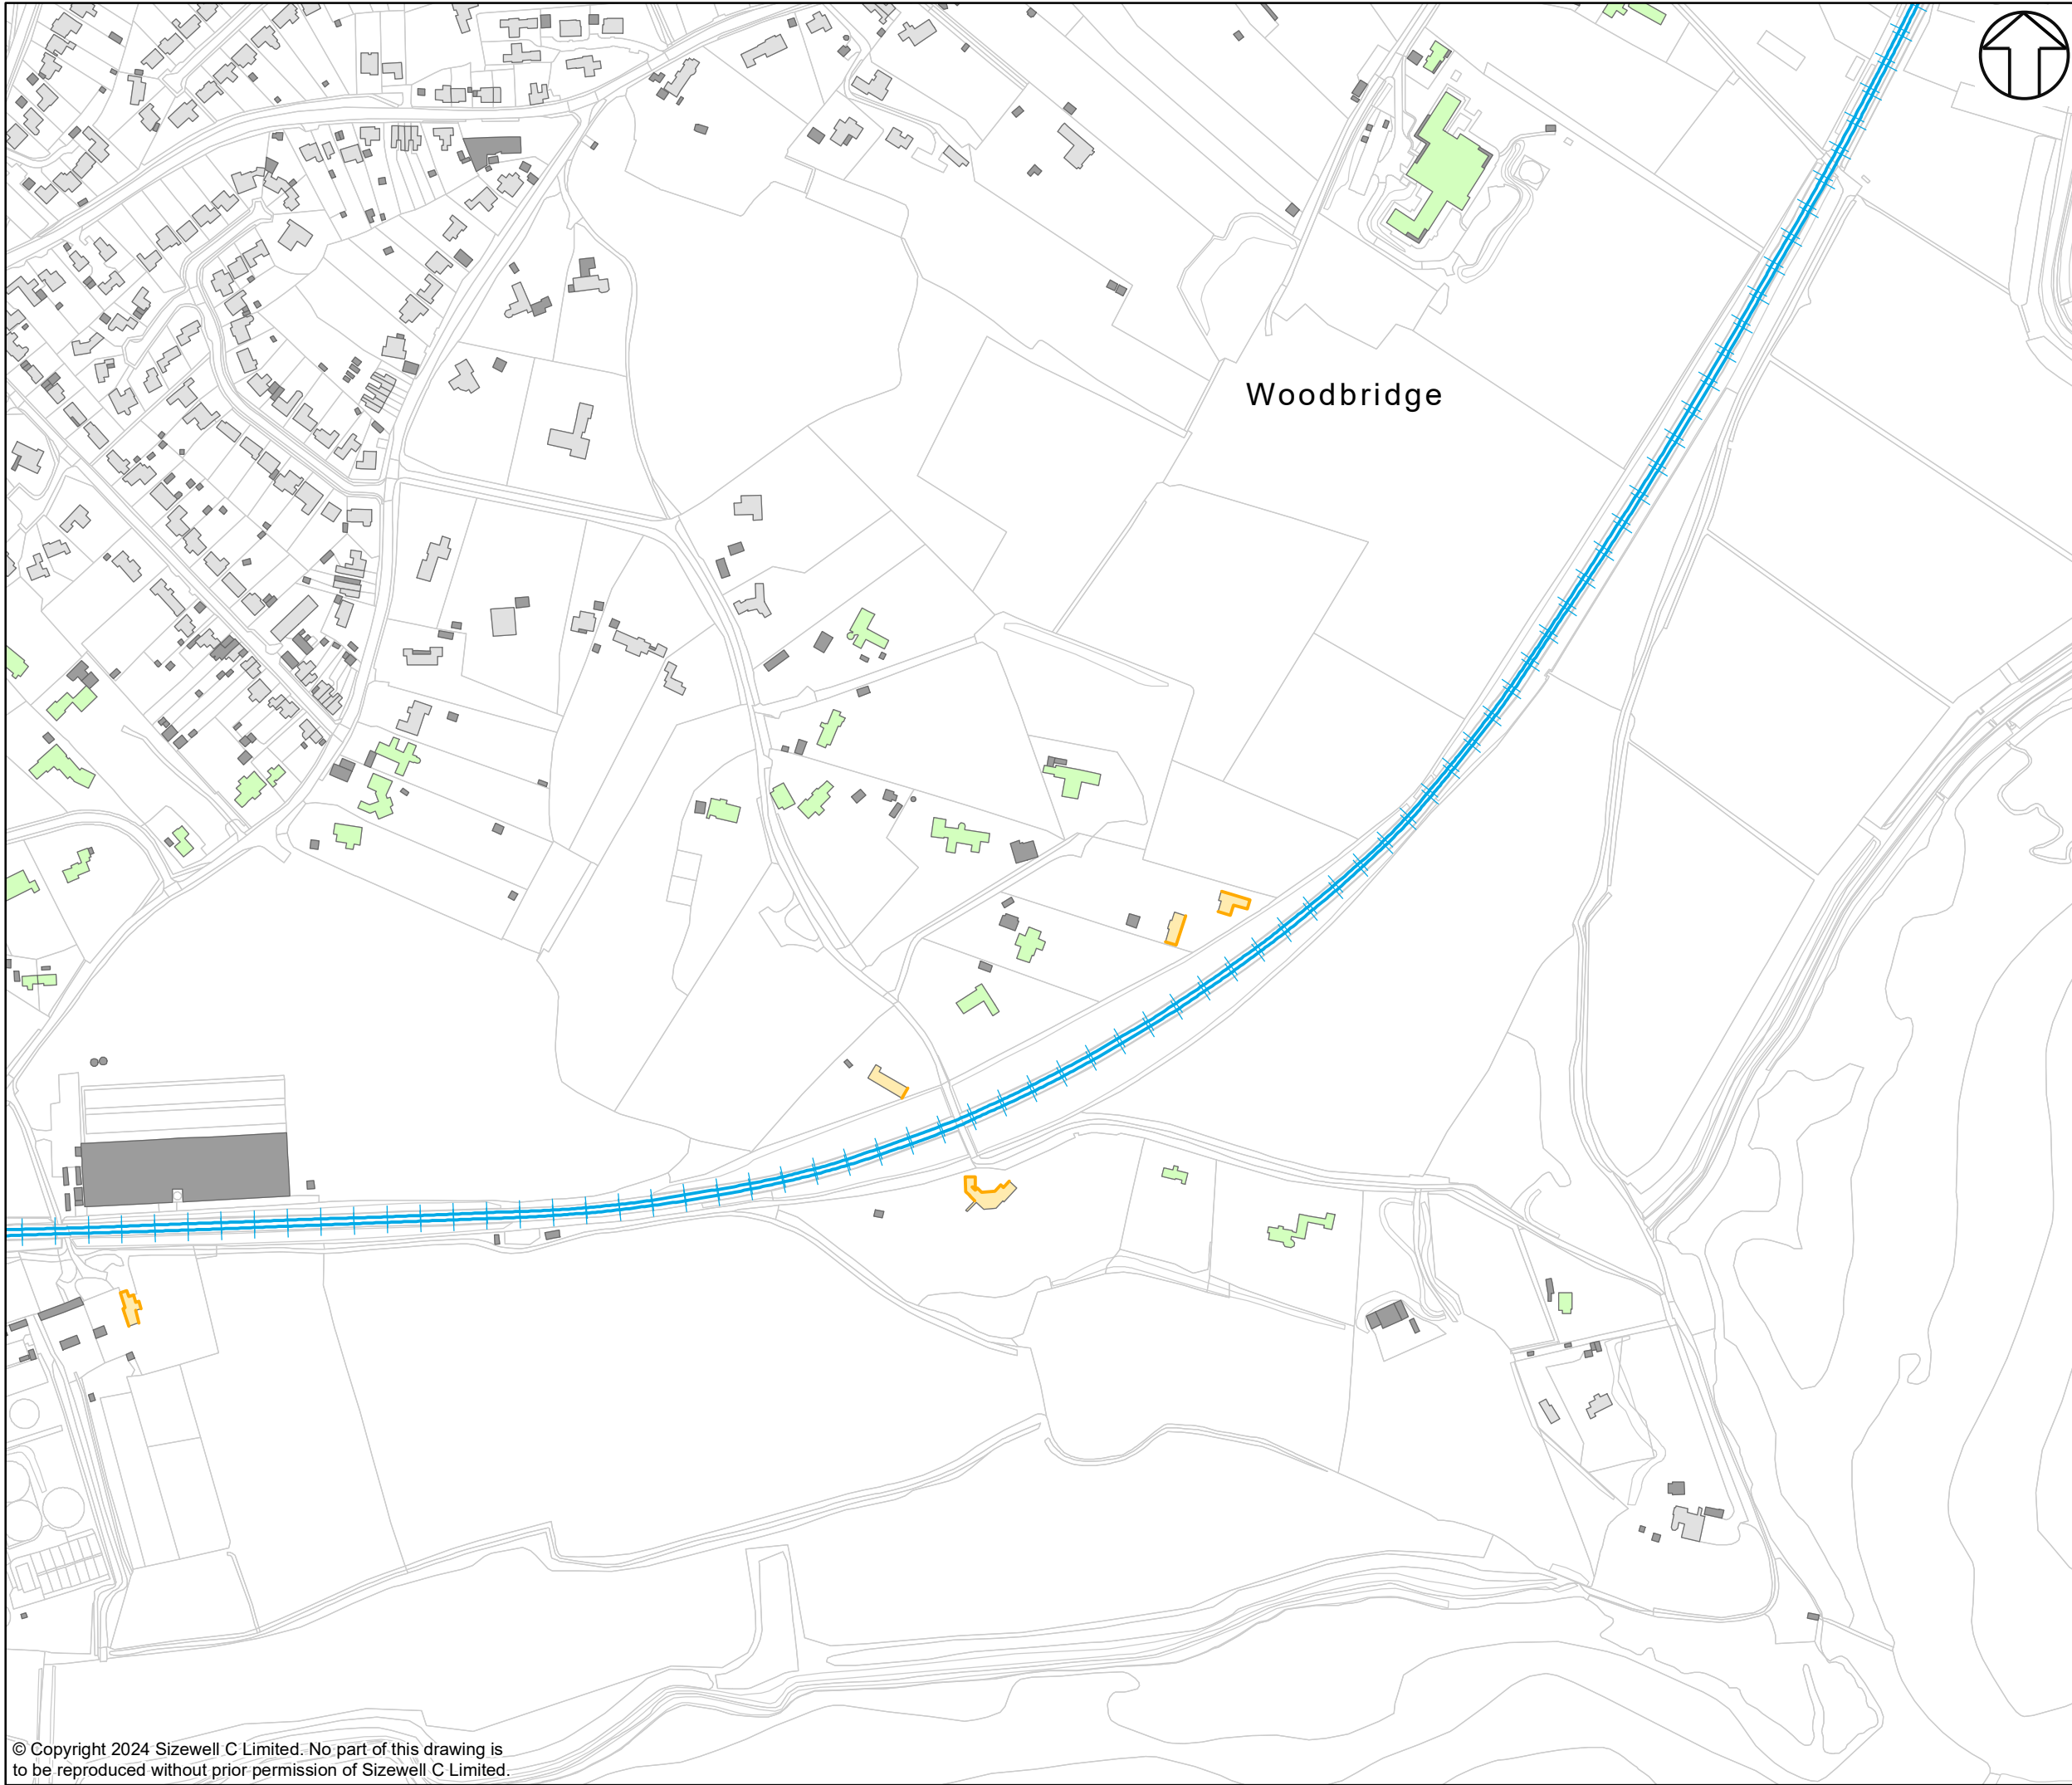 Woodbridge
© Copyright 2024 Sizewell C Limited. No part of this drawing is
to be reproduced without prior permission of Sizewell C Limited.